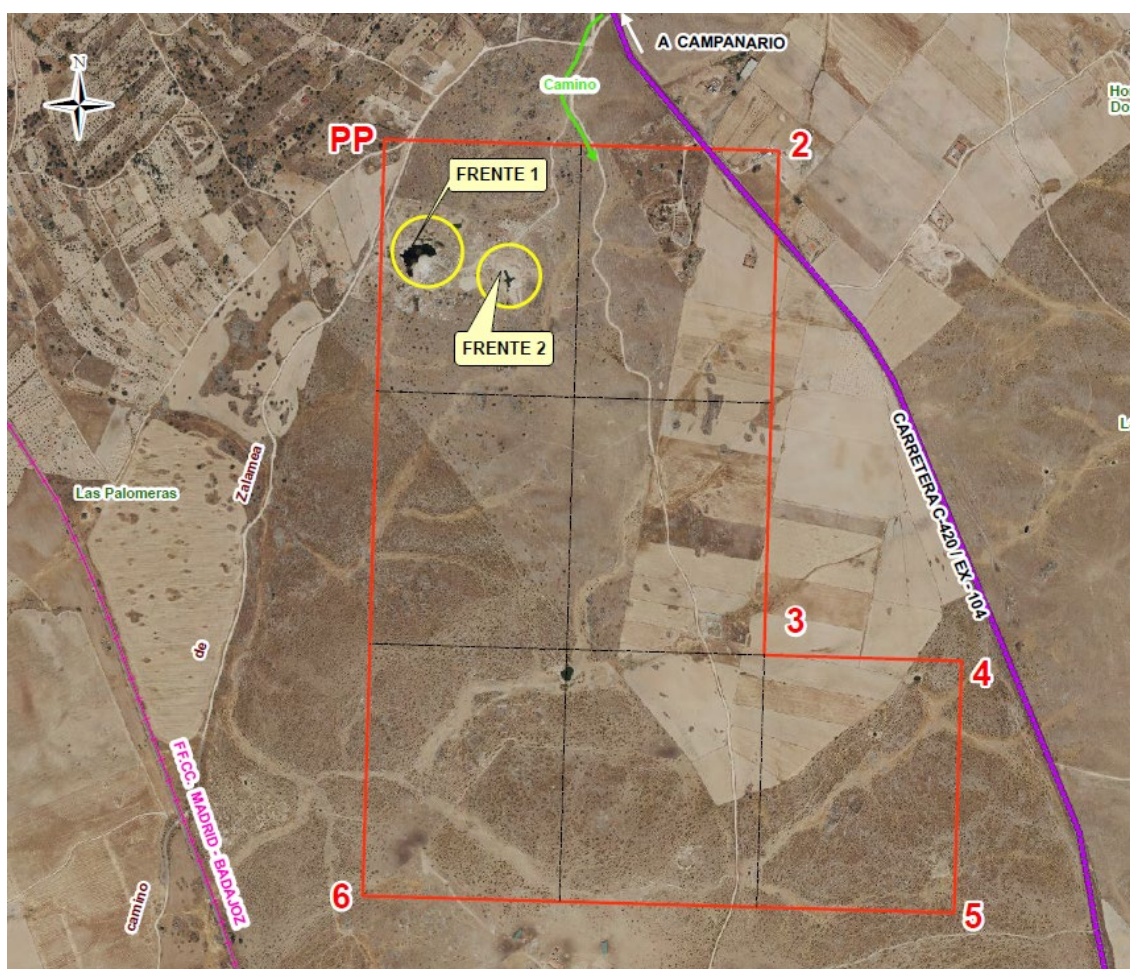 A CAMPANARIO
N
Camino
PP
2
FRENTE 1
FRENTE 2
CARRETERA C-420 / EX - 104
Zalamea
Las Palomeras
de
3
4
FF.CC. MADRID - BADAJOZ
camino
6
5